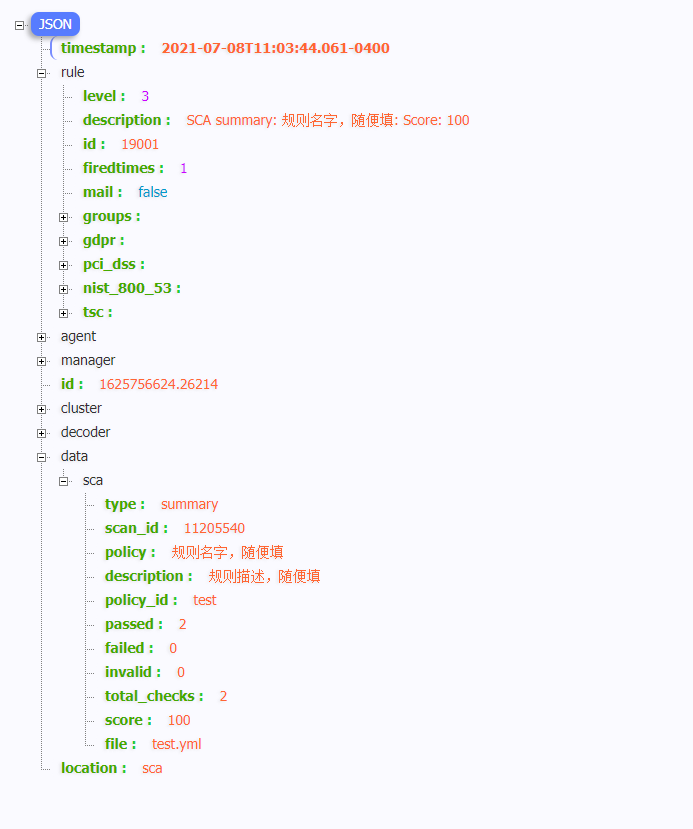 JSON
timestamp : 2021-07-08T11:03:44.061-0400
rule
level : 3
description : SCA summary: 规则名字，随便填: Score: 100
id : 19001
firedtimes : 1
mail : false
groups :
gdpr :
pci_dss :
nist_800_53 :
tsc :
agent
manager
id : 1625756624.26214
cluster
decoder
data
sca
type : summary
scan_id : 11205540
policy : 规则名字，随便填
description : 规则描述，随便填
policy_id : test
passed : 2
failed : 0
invalid : 0
total_checks : 2
score : 100
file : test.yml
location : sca